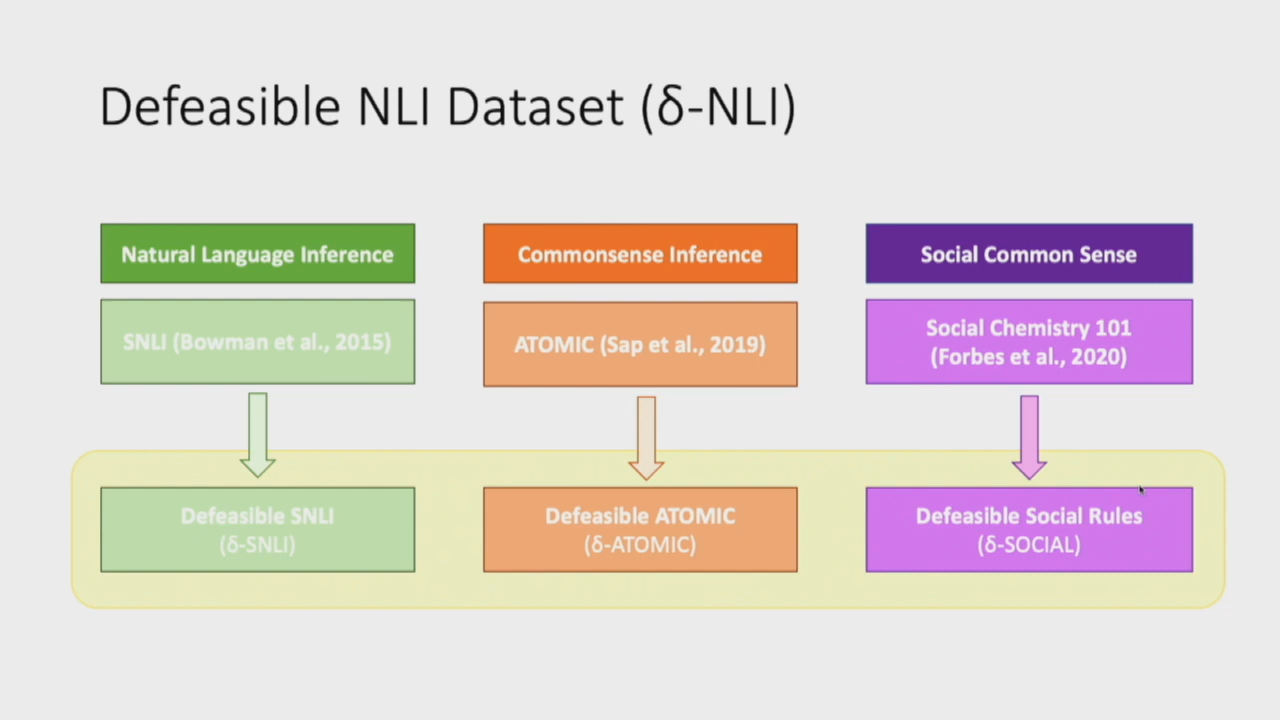 Defeasible NLI Dataset (δ-NLI)
Natural Language Inference
Commonsense Inference
Social Common Sense
SNLI (Bowman et al., 2015)
ATOMIC (Sap et al., 2019)
Social Chemistry 101
(Forbes et al., 2020)
Defeasible SNLI
(δ-SNLI)
Defeasible ATOMIC
(δ-ATOMIC)
Defeasible Social Rules
(δ-SOCIAL)